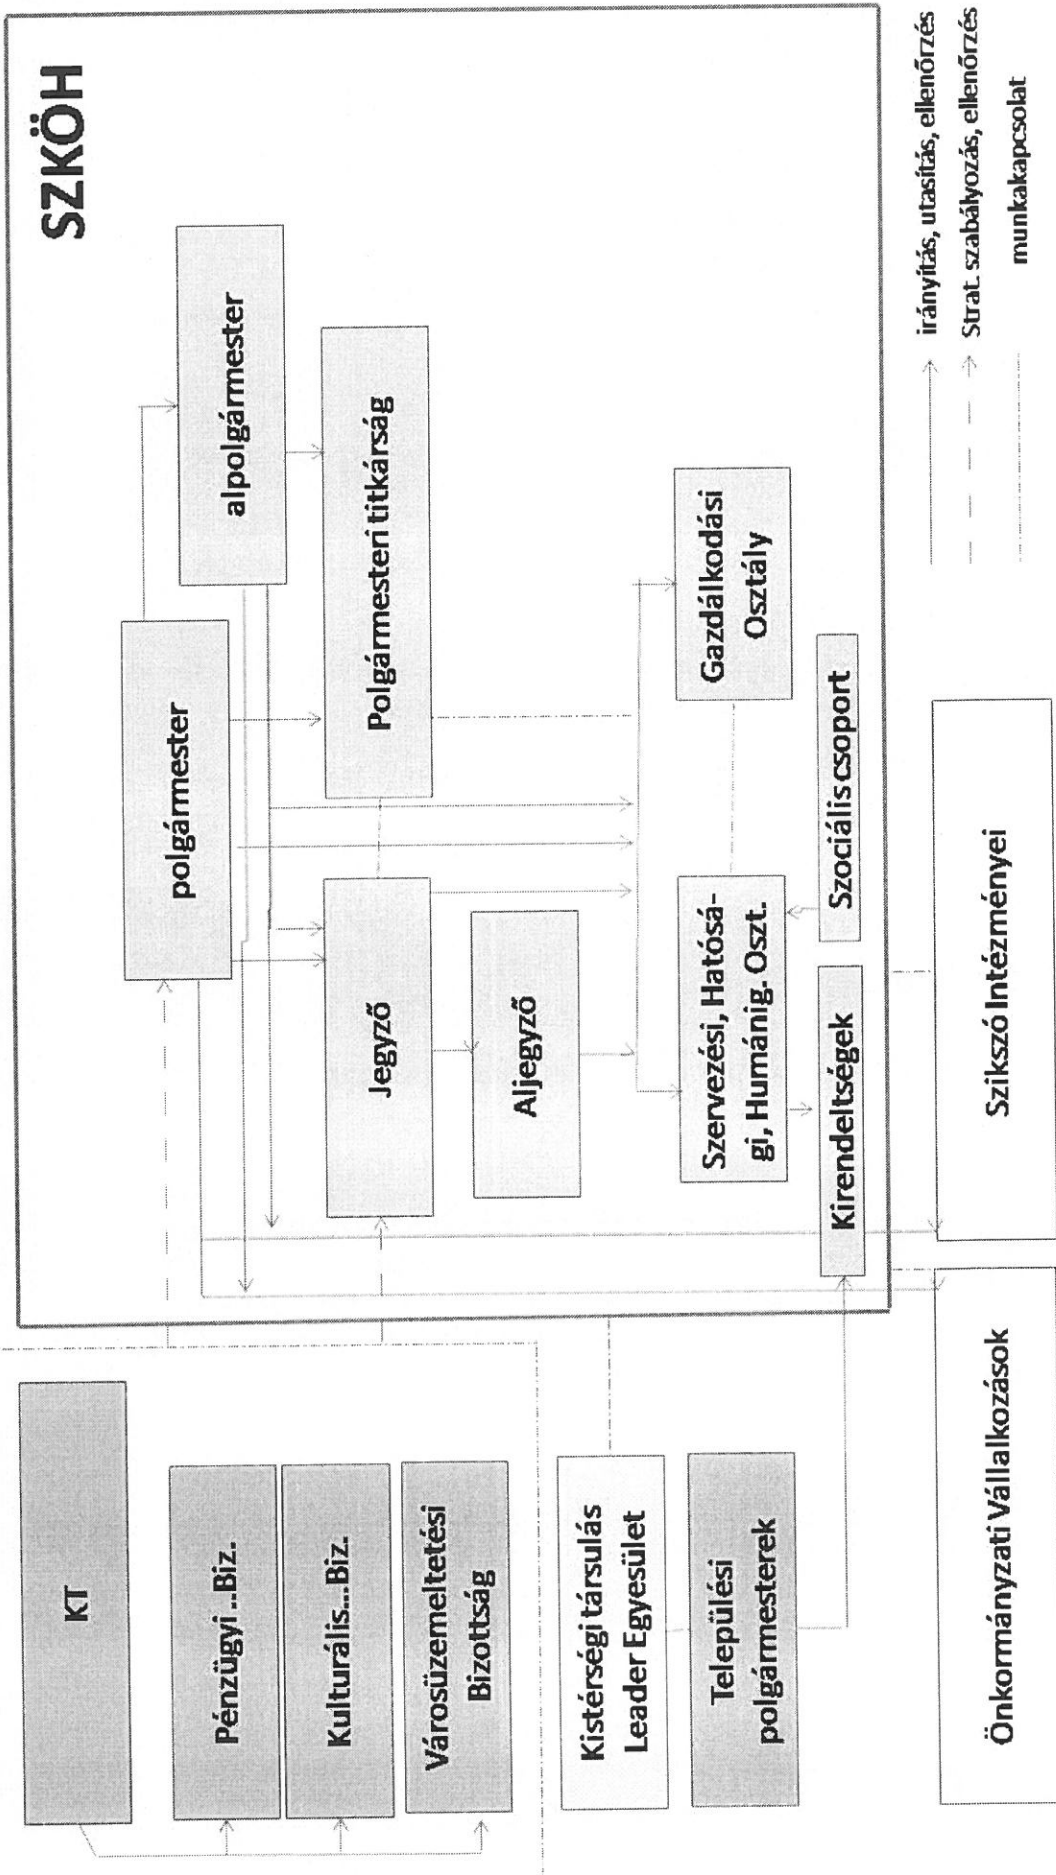 SZKÖH
KT
polgármester
alpolgármester
Pénzügyi ..Biz.
Kulturális...Biz.
Városüzemeltetési
Bizottság
Jegyző
Polgármesteri titkárság
Aljegyző
Kistérségi társulás
Leader Egyesület
Települési
polgármesterek
Szervezési, Hatósá-
gi, Humánig. Oszt.
Gazdálkodási
Osztály
Kirendeltségek
Szociális csoport
Önkormányzati Vállalkozások
Szikszó Intézményei
irányítás, utasítás, ellenőrzés
Strat. szabályozás, ellenőrzés
munkakapcsolat